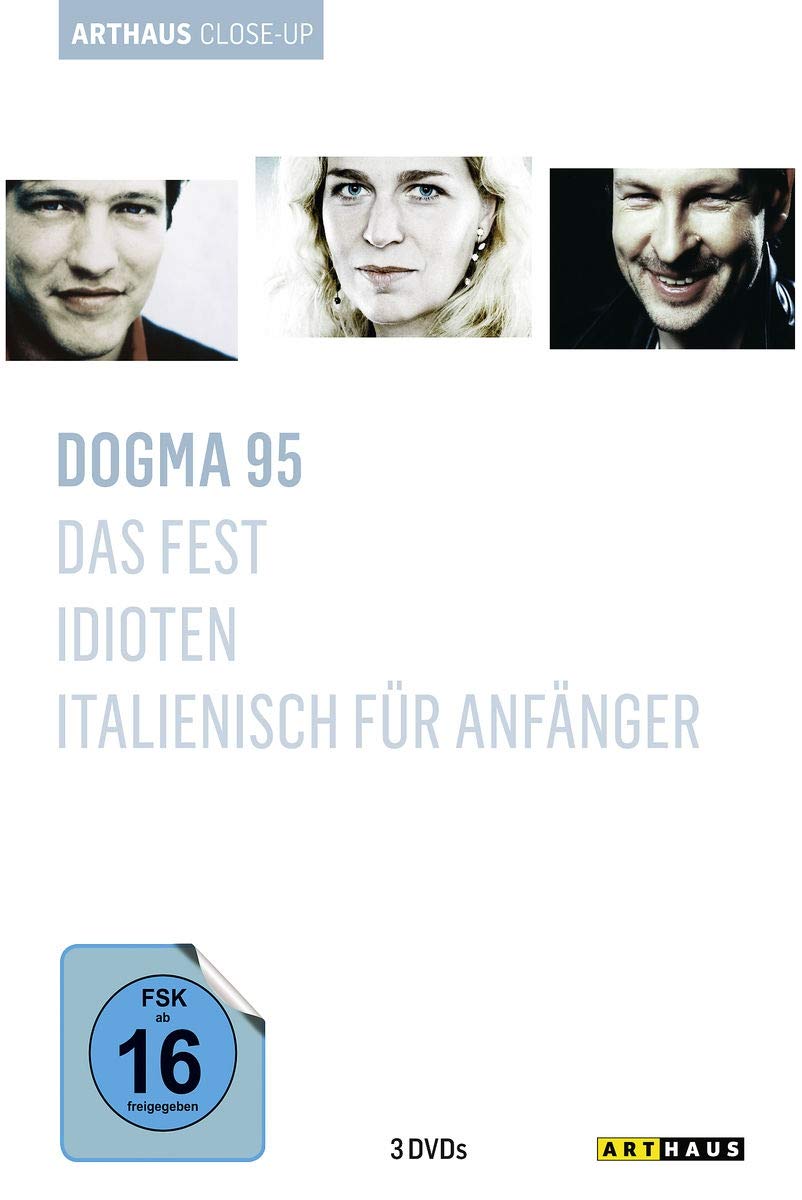 ARTHAUS CLOSE-UP
DOGMA 95
DAS FEST
IDIOTEN
ITALIENISCH FÜR ANFÄNGER
FSK
ab
16
freigegeben
3 DVDs
ARTHAUS